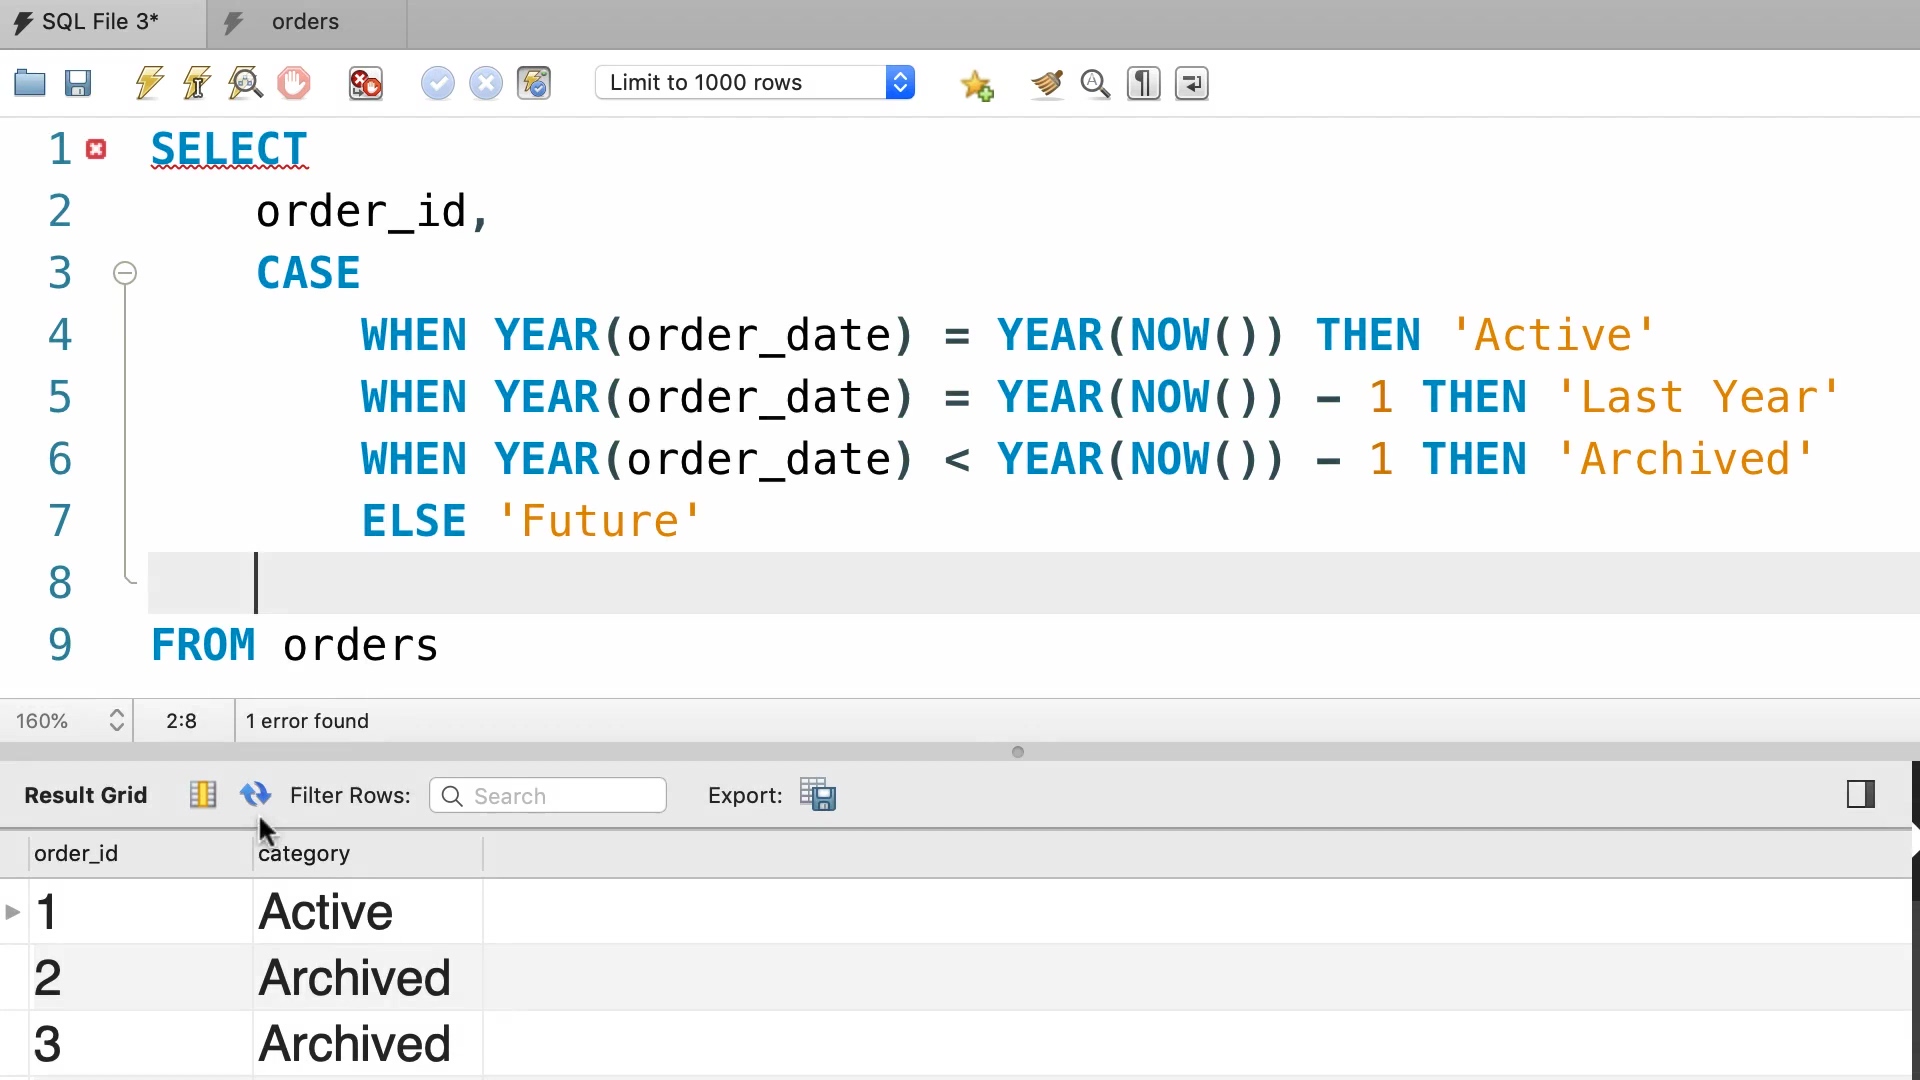 SQL File 3*
orders
Limit to 1000 rows
1 SELECT
2 order_id,
3 CASE
4 WHEN YEAR(order_date) = YEAR(NOW()) THEN 'Active'
5 WHEN YEAR(order_date) = YEAR(NOW()) - 1 THEN 'Last Year'
6 WHEN YEAR(order_date) < YEAR(NOW()) - 1 THEN 'Archived'
7 ELSE 'Future'
8
9 FROM orders
160% 2:8 1 error found
Result Grid Filter Rows: Search Export:
order_id category
1 Active
2 Archived
3 Archived